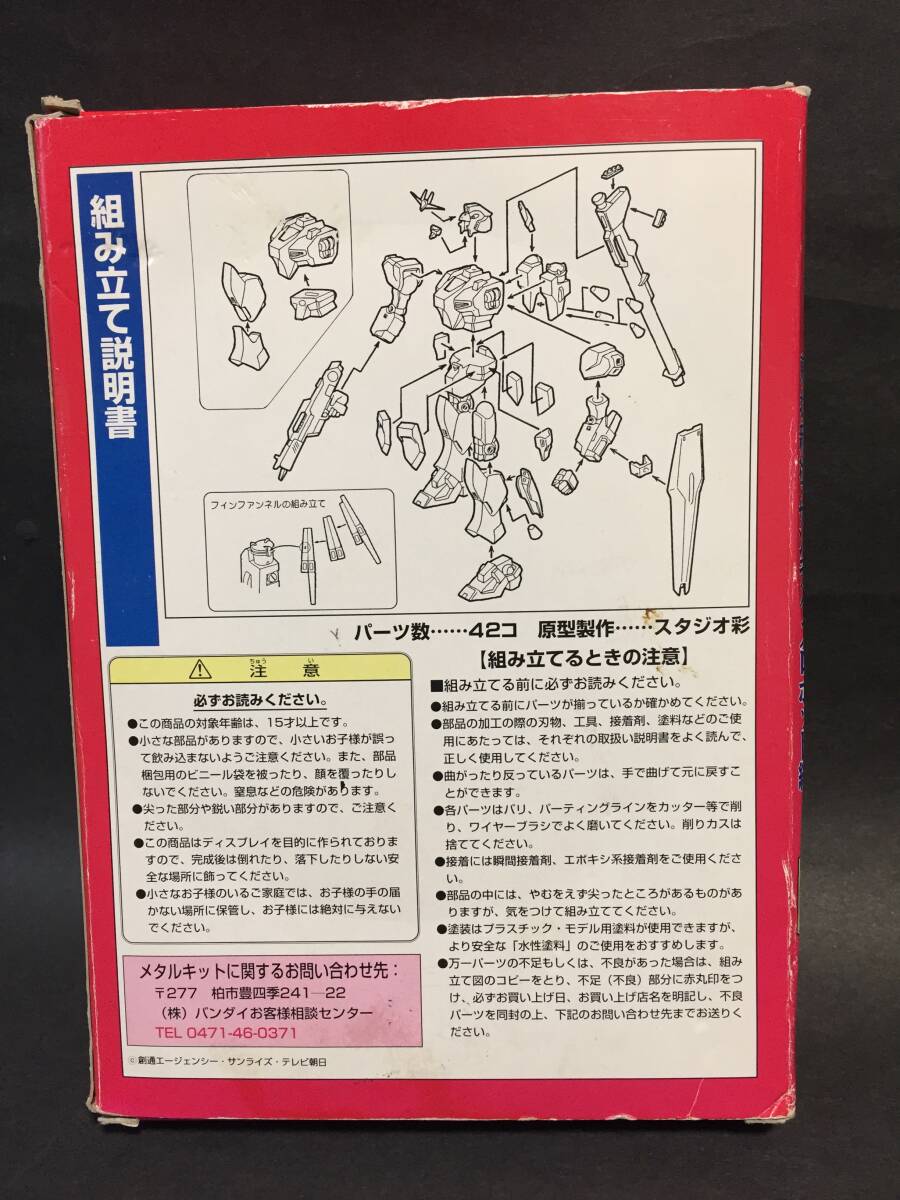 組み立て説明書
フィンファンネルの組み立て
パーツ数……42コ 原型製作……スタジオ彩
⚠ 注意
ちゅう い
必ずお読みください。
●この商品の対象年齢は、15才以上です。
●小さな部品がありますので、小さいお子様が誤っ
て飲み込まないようご注意ください。また、部品
梱包用のビニール袋を被ったり、顔を覆ったりし
ないでください。窒息などの危険があります。
●尖った部分や鋭い部分がありますので、ご注意く
ださい。
●この商品はディスプレイを目的に作られておりま
すので、完成後は倒れたり、落下したりしない安
全な場所に飾ってください。
●小さなお子様のいるご家庭では、お子様の手の届
かない場所に保管し、お子様には絶対に与えない
でください。
メタルキットに関するお問い合わせ先：
〒277 柏市豊四季241―22
（株）バンダイお客様相談センター
TEL 0471-46-0371
©創通エージェンシー・サンライズ・テレビ朝日
【組み立てるときの注意】
■組み立てる前に必ずお読みください。
●組み立てる前にパーツが揃っているか確かめてください。
●部品の加工の際の刃物、工具、接着剤、塗料などのご使
用にあたっては、それぞれの取扱い説明書をよく読んで、
正しく使用してください。
●曲がったり反っているパーツは、手で曲げて元に戻すこ
とができます。
●各パーツはバリ、パーティングラインをカッター等で削
り、ワイヤーブラシでよく磨いてください。削りカスは
捨ててください。
●接着には瞬間接着剤、エポキシ系接着剤をご使用くださ
い。
●部品の中には、やむをえず尖ったところがあるものがあ
りますが、気をつけて組み立ててください。
●塗装はプラスチック・モデル用塗料が使用できますが、
より安全な「水性塗料」のご使用をおすすめします。
●万一パーツの不足もしくは、不良があった場合は、組み
立て図のコピーをとり、不足（不良）部分に赤丸印をつ
け、必ずお買い上げ日、お買い上げ店名を明記し、不良
パーツを同封の上、下記のお問い合わせ先までお送りく
ださい。